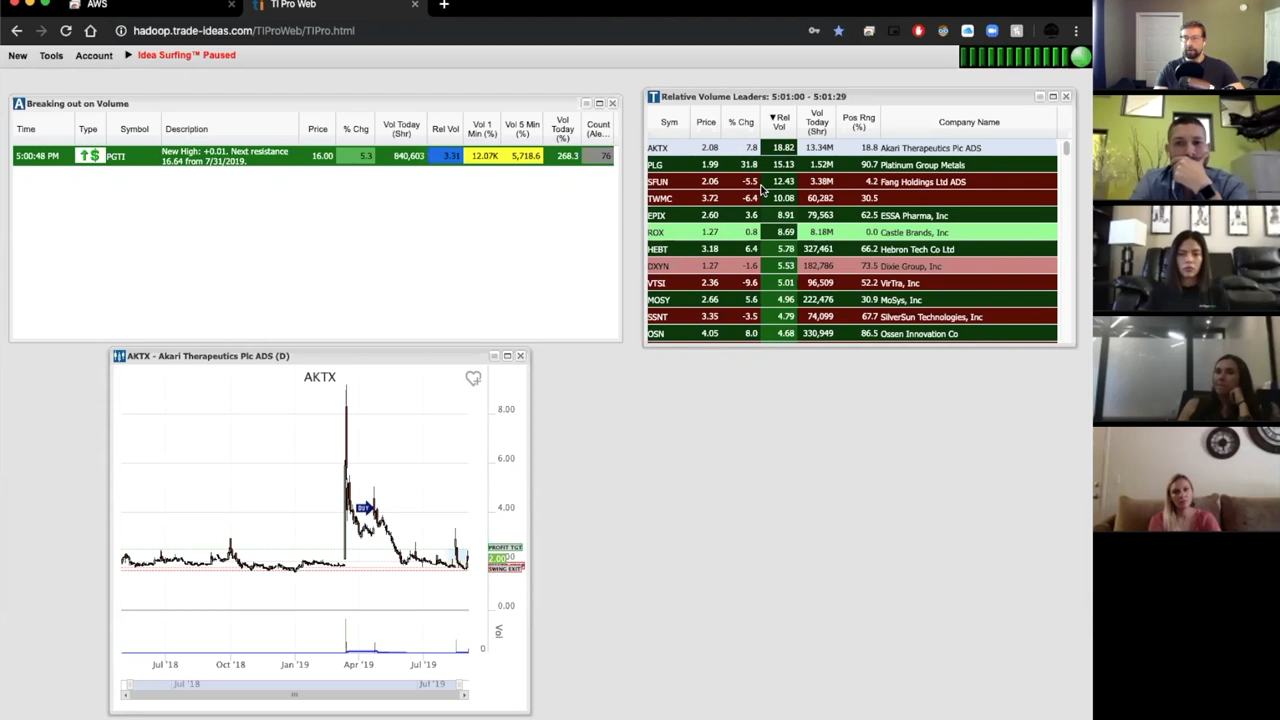 AWS
TI Pro Web
hadoop.trade-ideas.com/TIProWeb/TIPro.html
New Tools Account Idea Surfing™ Paused
Breaking out on Volume
Time Type Symbol Description Price % Chg Vol Today (Shr) Rel Vol Vol 1 Min (%) Vol 5 Min (%) Vol Today (%) Count (Ale...
5:00:48 PM PGTI New High: +0.01. Next resistance 16.64 from 7/31/2019. 16.00 5.3 840,603 3.31 12.07K 5,718.6 268.3 76
Relative Volume Leaders: 5:01:00 - 5:01:29
Sym Price % Chg ▼Rel Vol Vol Today (Shr) Pos Rng (%) Company Name
AKTX 2.08 7.8 18.82 13.34M 18.8 Akari Therapeutics Plc ADS
PLG 1.99 31.8 15.13 1.52M 90.7 Platinum Group Metals
SFUN 2.06 -5.5 12.43 3.38M 4.2 Fang Holdings Ltd ADS
TWMC 3.72 -6.4 10.08 60,282 30.5
EPIX 2.60 3.6 8.91 79,563 62.5 ESSA Pharma, Inc
ROX 1.27 0.8 8.69 8.18M 0.0 Castle Brands, Inc
HEBT 3.18 6.4 5.78 327,461 66.2 Hebron Tech Co Ltd
DXYN 1.27 -1.6 5.53 182,786 73.5 Dixie Group, Inc
VTSI 2.36 -9.6 5.01 96,509 52.2 VirTra, Inc
MOSY 2.66 5.6 4.96 222,476 30.9 MoSys, Inc
SSNT 3.35 -3.5 4.79 74,099 67.7 SilverSun Technologies, Inc
OSN 4.05 8.0 4.68 330,949 86.5 Ossen Innovation Co
AKTX - Akari Therapeutics Plc ADS (D)
AKTX
8.00
6.00
BUY
4.00
PROFIT TGT
2.00
SWING EXIT
0.00
Vol
0
Jul '18 Oct '18 Jan '19 Apr '19 Jul '19
Jul '18 Jul '19